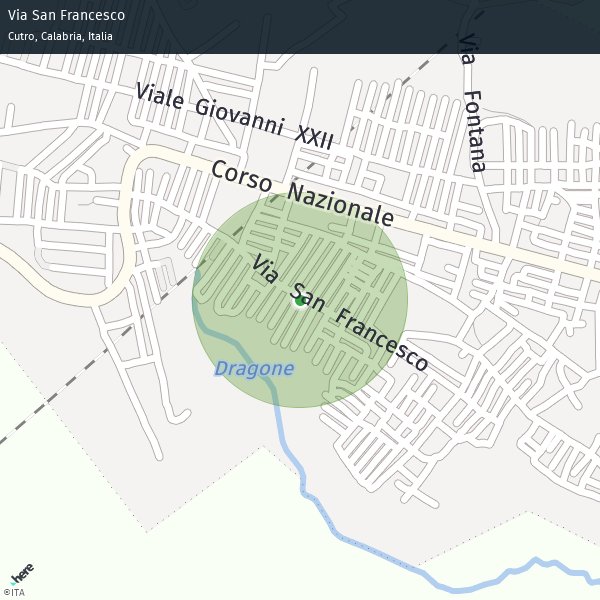 Via San Francesco
Cutro, Calabria, Italia
Viale Giovanni XXII
Via Fontana
Corso Nazionale
Via San Francesco
Dragone
here
©ITA